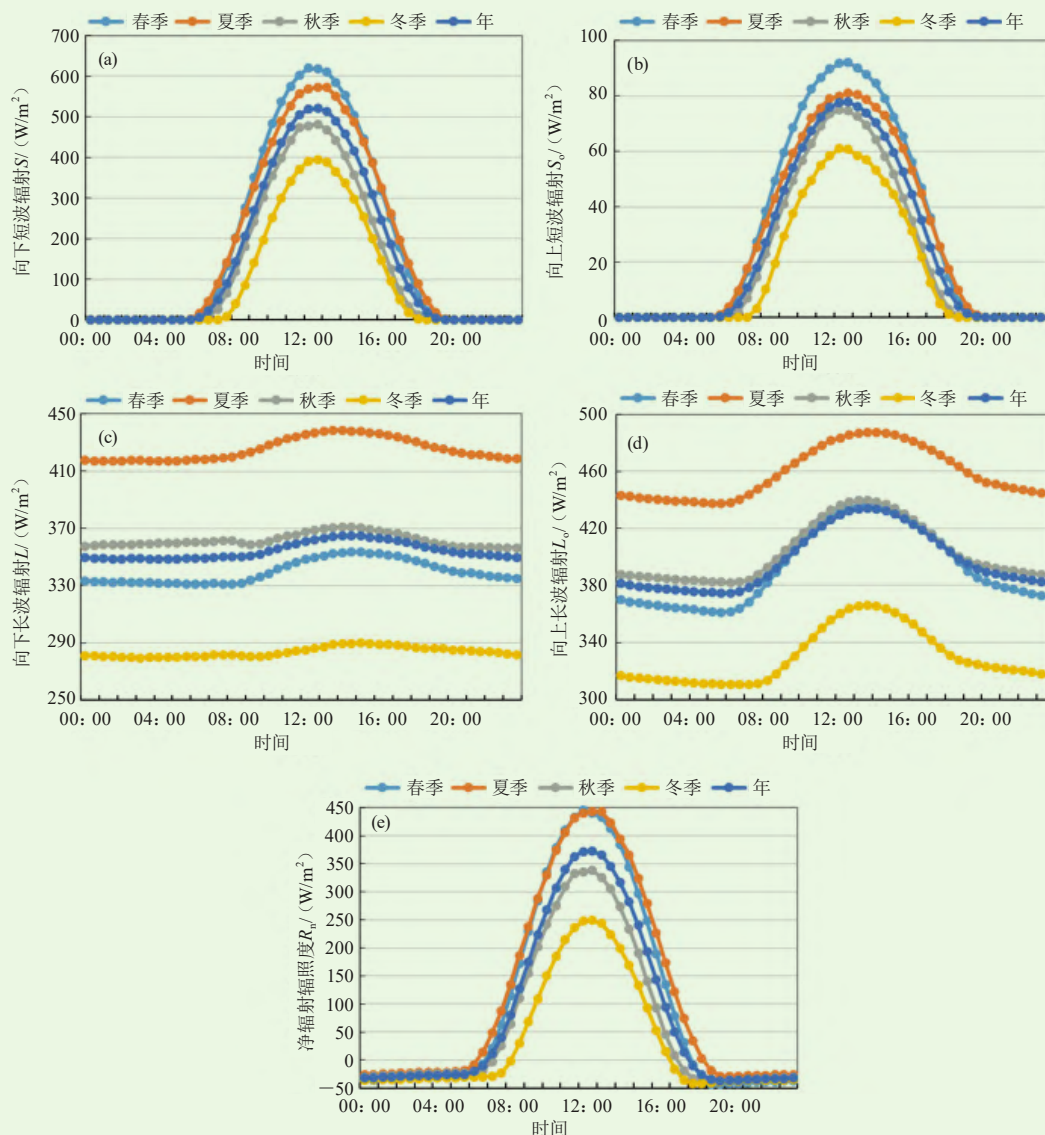 春季 夏季 秋季 冬季 年
(a)
700
600
500
400
300
200
100
0
向下短波辐射S/(W/m²)
00:00 04:00 08:00 12:00 16:00 20:00
时间
春季 夏季 秋季 冬季 年
(b)
100
80
60
40
20
0
向上短波辐射Sₒ/(W/m²)
00:00 04:00 08:00 12:00 16:00 20:00
时间
春季 夏季 秋季 冬季 年
(c)
450
410
370
330
290
250
向下长波辐射L/(W/m²)
00:00 04:00 08:00 12:00 16:00 20:00
时间
春季 夏季 秋季 冬季 年
(d)
500
460
420
380
340
300
向上长波辐射Lₒ/(W/m²)
00:00 04:00 08:00 12:00 16:00 20:00
时间
春季 夏季 秋季 冬季 年
(e)
450
400
350
300
250
200
150
100
50
0
—50
净辐射辐照度Rₙ/(W/m²)
00:00 04:00 08:00 12:00 16:00 20:00
时间